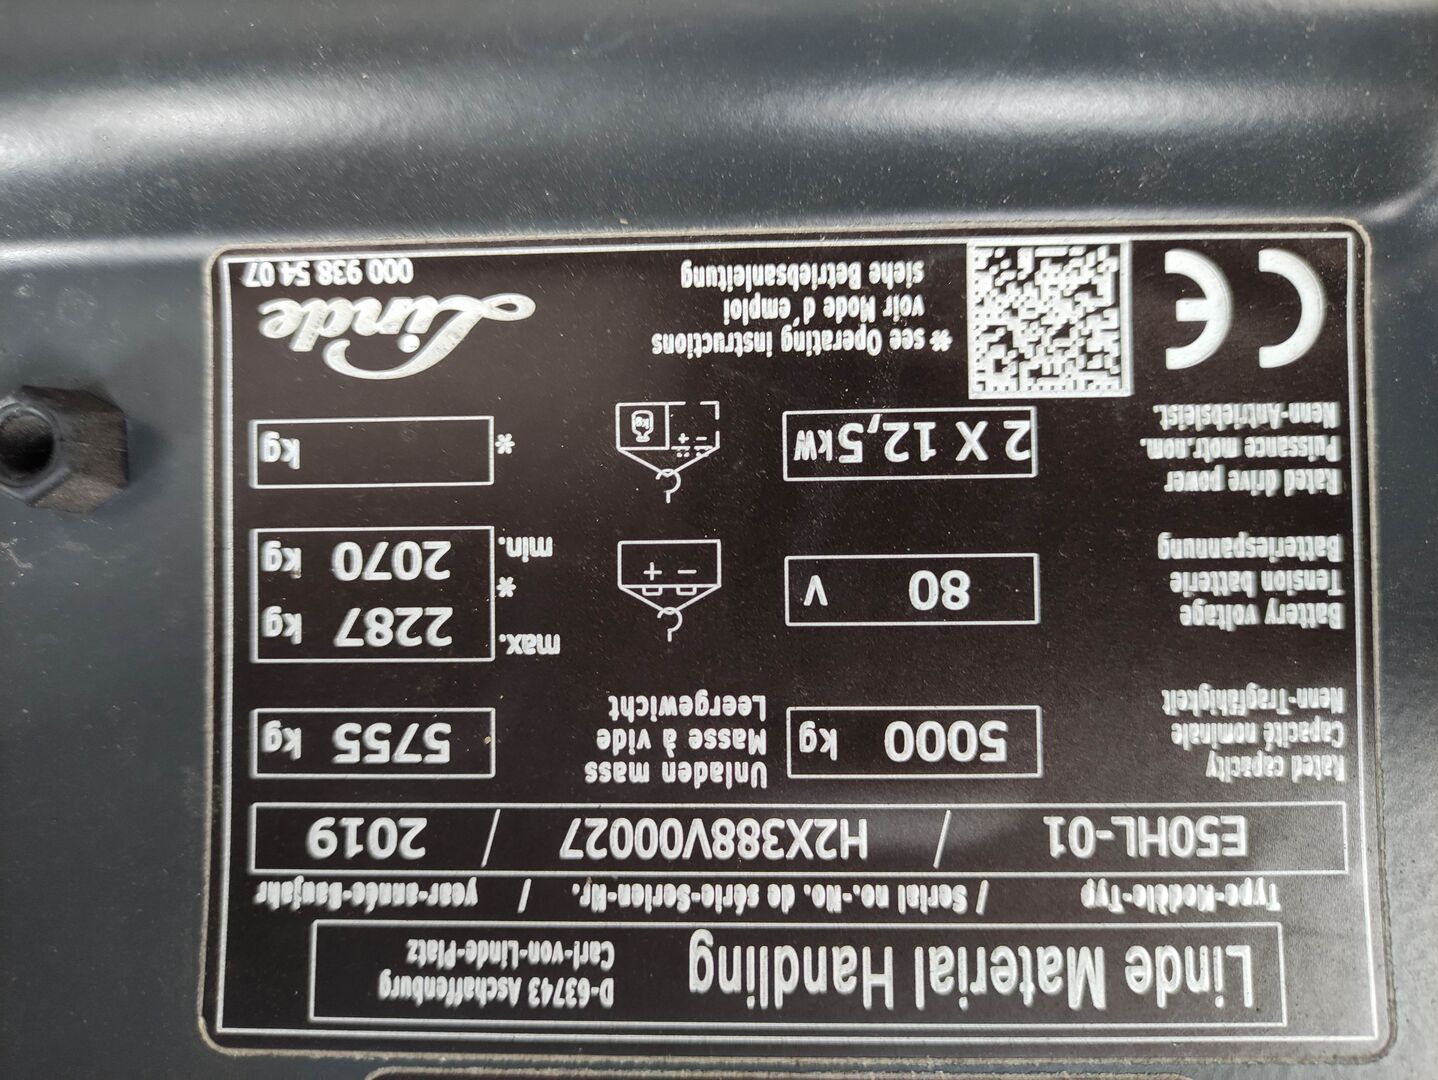 Linde Material Handling
D-63743 Aschaffenburg
Carl-von-Linde-Platz
Type-Modèle-Typ / Serial no.-No. de série-Serien-Nr. / year-année-Baujahr
E50HL-01 / H2X388V00027 / 2019
Rated capacity
Capacité nominale
Nenn-Tragfähigkeit
5000 kg
Unladen mass
Masse à vide
Leergewicht
5755 kg
Battery voltage
Tension batterie
Batteriespannung
80 V
+ -
max. 2287 kg
*
min. 2070 kg
Rated drive power
Puissance motr.nom.
Nenn-Antriebsleist.
2 X 12,5kW
+ -
kg
* kg
CE
* see Operating instructions
voir Mode d'emploi
siehe Betriebsanleitung
Linde
000 938 54 07